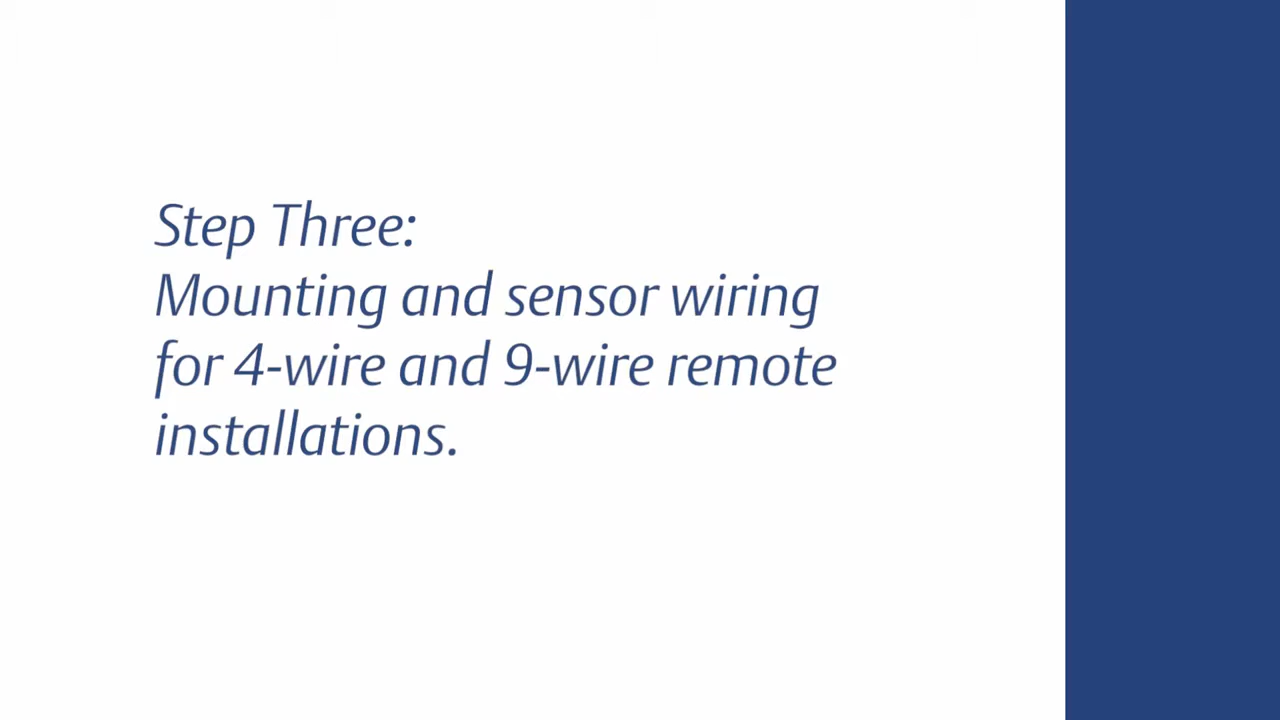 Step Three:
Mounting and sensor wiring
for 4-wire and 9-wire remote
installations.